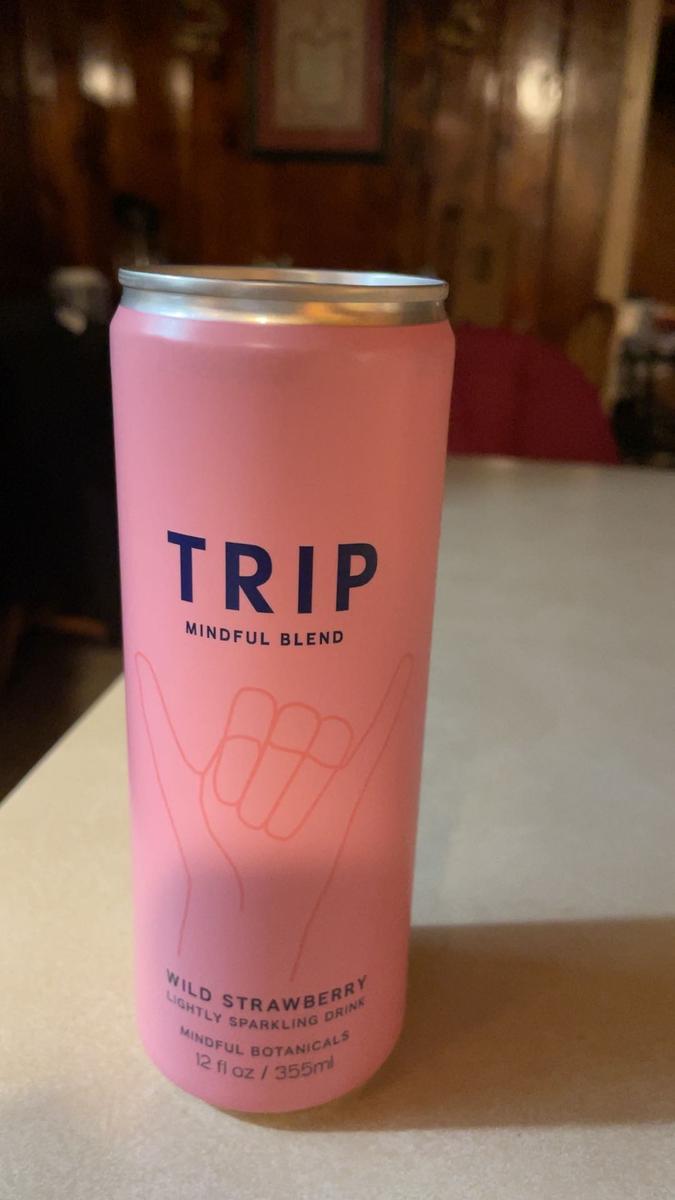 TRIP
MINDFUL BLEND
WILD STRAWBERRY
LIGHTLY SPARKLING DRINK
MINDFUL BOTANICALS
12 fl oz / 355ml